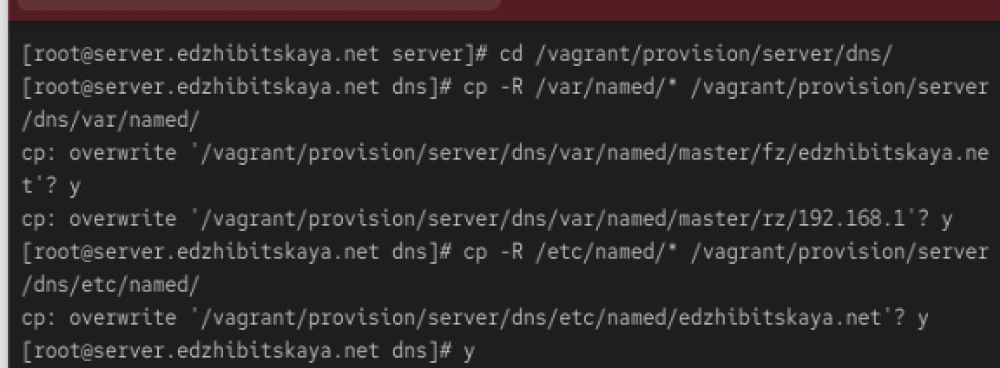 [root@server.edzhibitskaya.net server]# cd /vagrant/provision/server/dns/
[root@server.edzhibitskaya.net dns]# cp -R /var/named/* /vagrant/provision/server
/dns/var/named/
cp: overwrite '/vagrant/provision/server/dns/var/named/master/fz/edzhibitskaya.ne
t'? y
cp: overwrite '/vagrant/provision/server/dns/var/named/master/rz/192.168.1'? y
[root@server.edzhibitskaya.net dns]# cp -R /etc/named/* /vagrant/provision/server
/dns/etc/named/
cp: overwrite '/vagrant/provision/server/dns/etc/named/edzhibitskaya.net'? y
[root@server.edzhibitskaya.net dns]# y